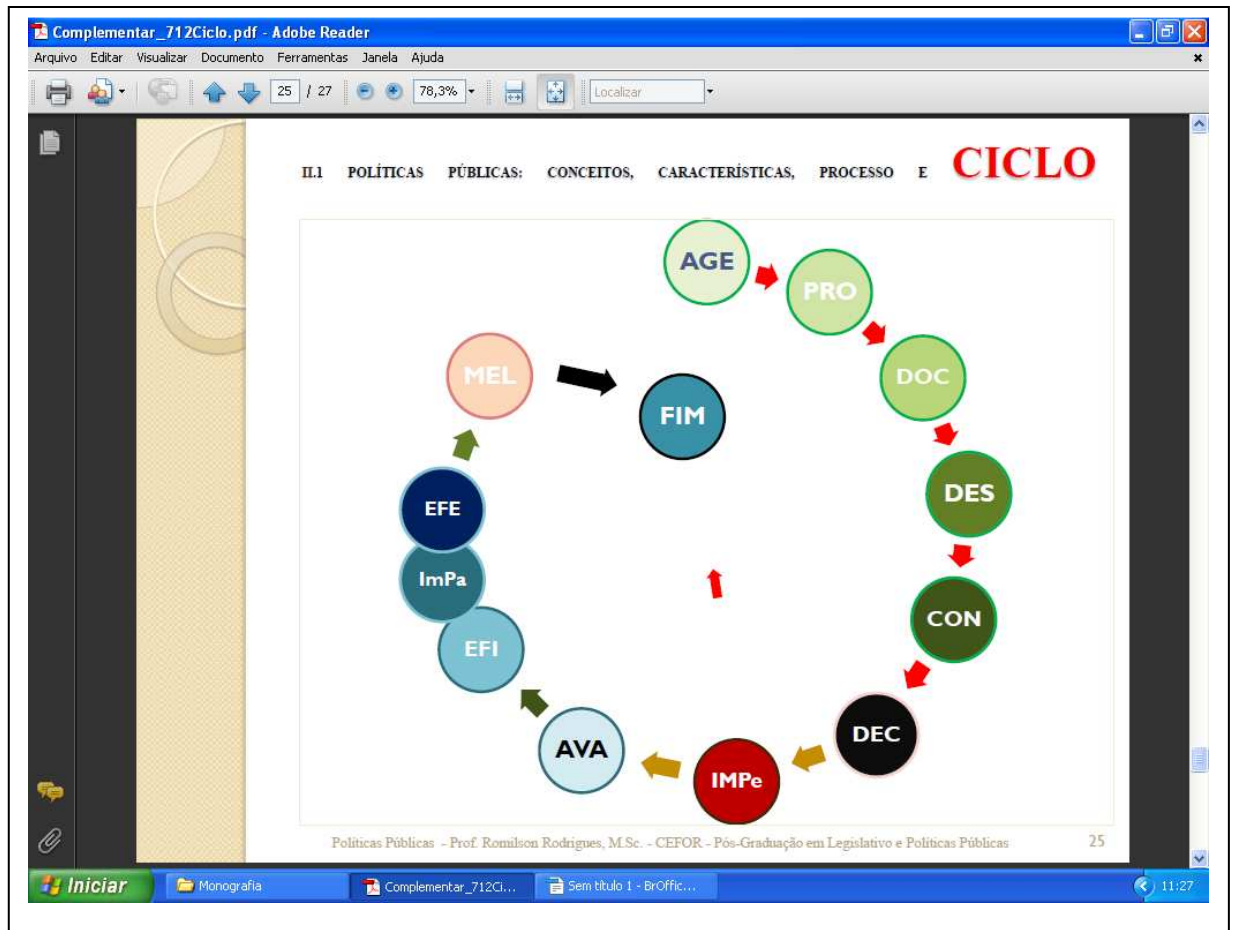 Complementar_712Ciclo.pdf - Adobe Reader
Arquivo Editar Visualizar Documento Ferramentas Janela Ajuda
25 / 27 78,3% Localizar
II.1 POLÍTICAS PÚBLICAS: CONCEITOS, CARACTERÍSTICAS, PROCESSO E CICLO
AGE
PRO
DOC
DES
CON
DEC
IMPe
AVA
EFI
ImPa
EFE
MEL
FIM
Políticas Públicas - Prof. Romilson Rodrigues, M.Sc. - CEFOR - Pós-Graduação em Legislativo e Políticas Públicas 25
Iniciar Monografia Complementar_712Ci... Sem título 1 - BrOffic... 11:27